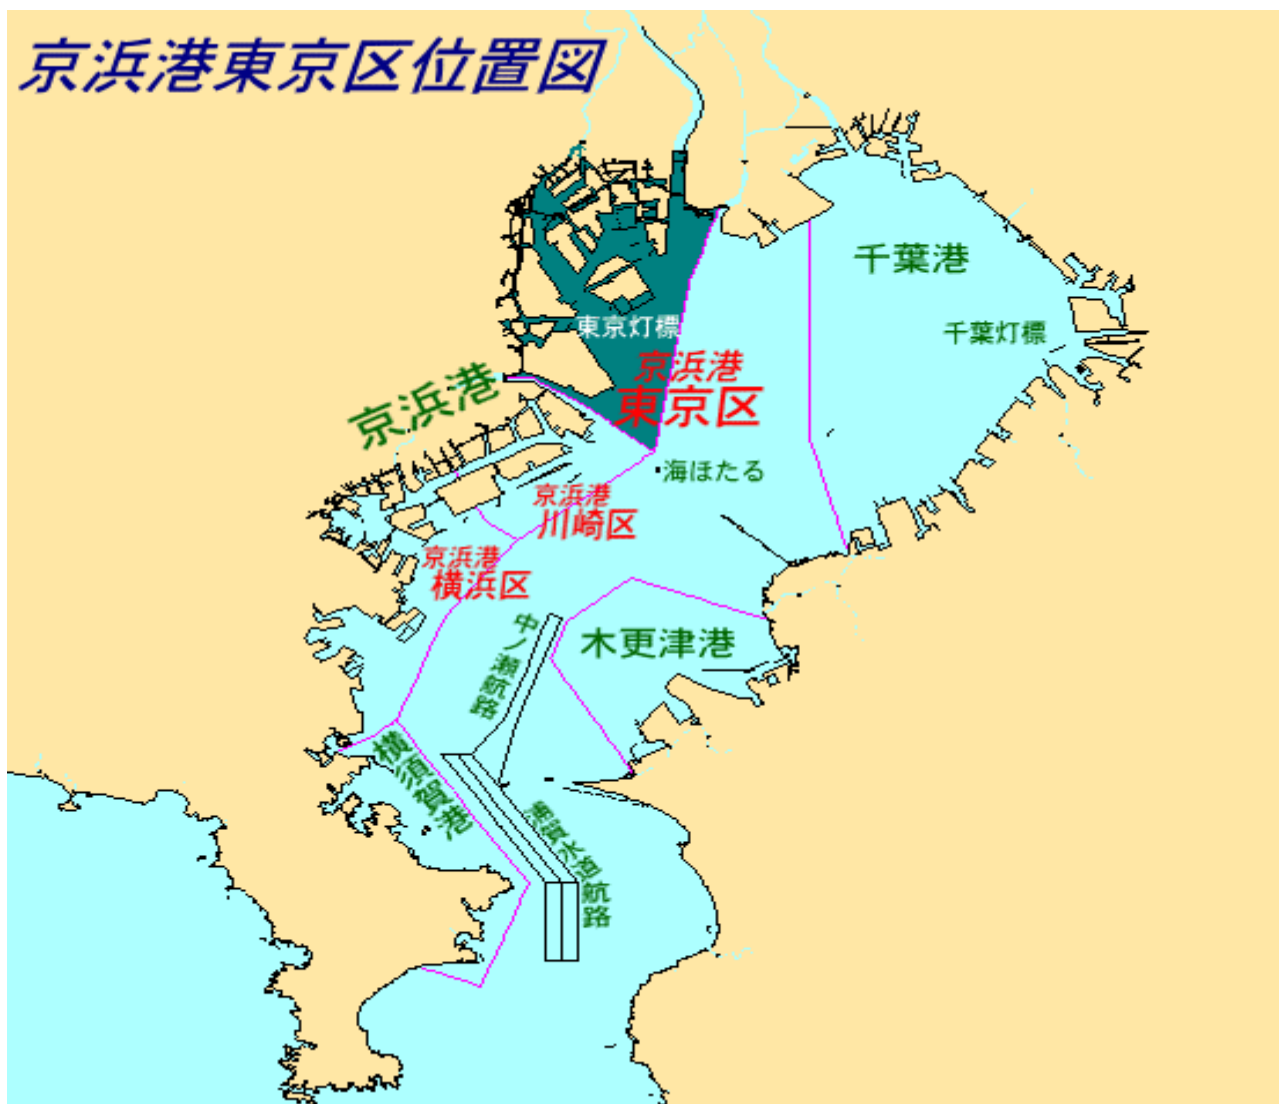 京浜港東京区位置図
千葉港
東京灯標
千葉灯標
京浜港
東京区
京浜港
海ほたる
京浜港
川崎区
京浜港
横浜区
中ノ瀬航路
木更津港
横須賀港
浦賀水道航路